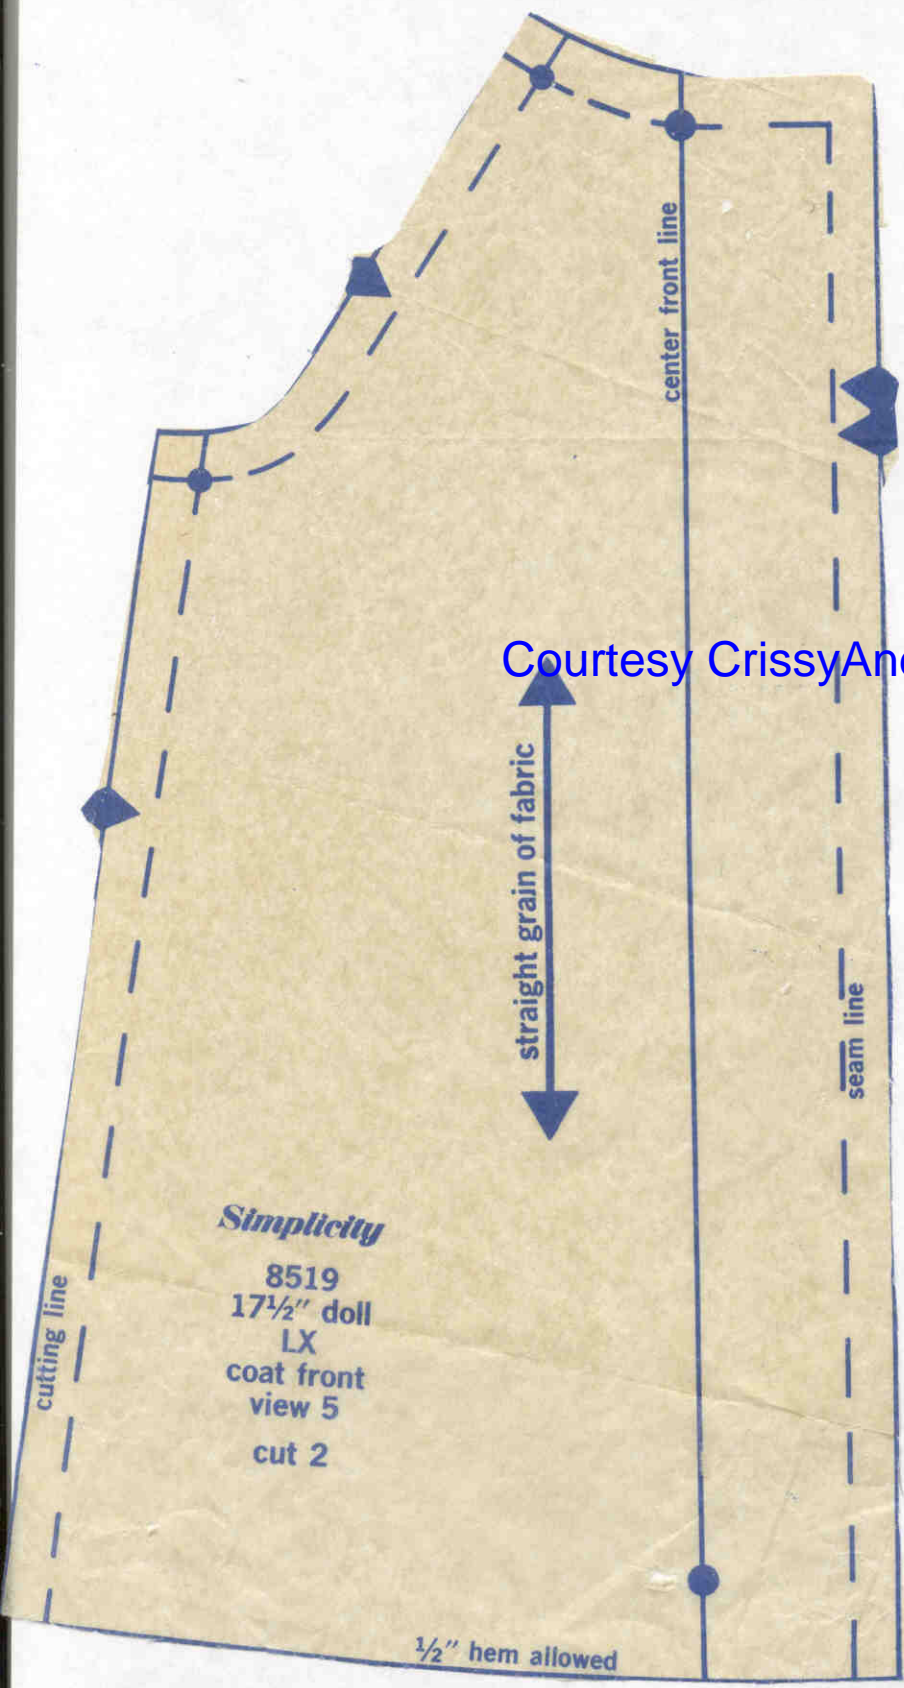 center front line
Courtesy CrissyAn
straight grain of fabric
seam line
Simplicity
8519
17½" doll
LX
coat front
view 5
cut 2
cutting line
½" hem allowed